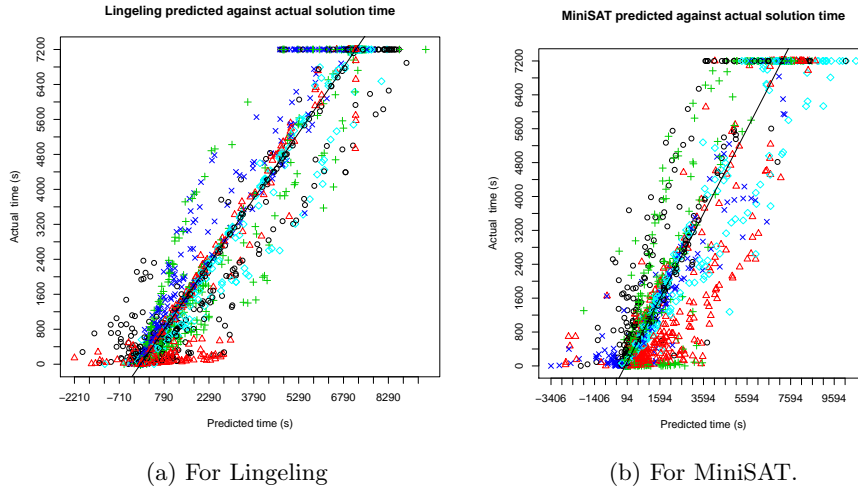 Lingeling predicted against actual solution time
Actual time (s)
7200
6400
5600
4800
4000
3200
2400
1600
800
0
−2210 −710 790 2290 3790 5290 6790 8290
Predicted time (s)
(a) For Lingeling
MiniSAT predicted against actual solution time
Actual time (s)
7200
6400
5600
4800
4000
3200
2400
1600
800
0
−3406 −1406 94 1594 3594 5594 7594 9594
Predicted time (s)
(b) For MiniSAT.